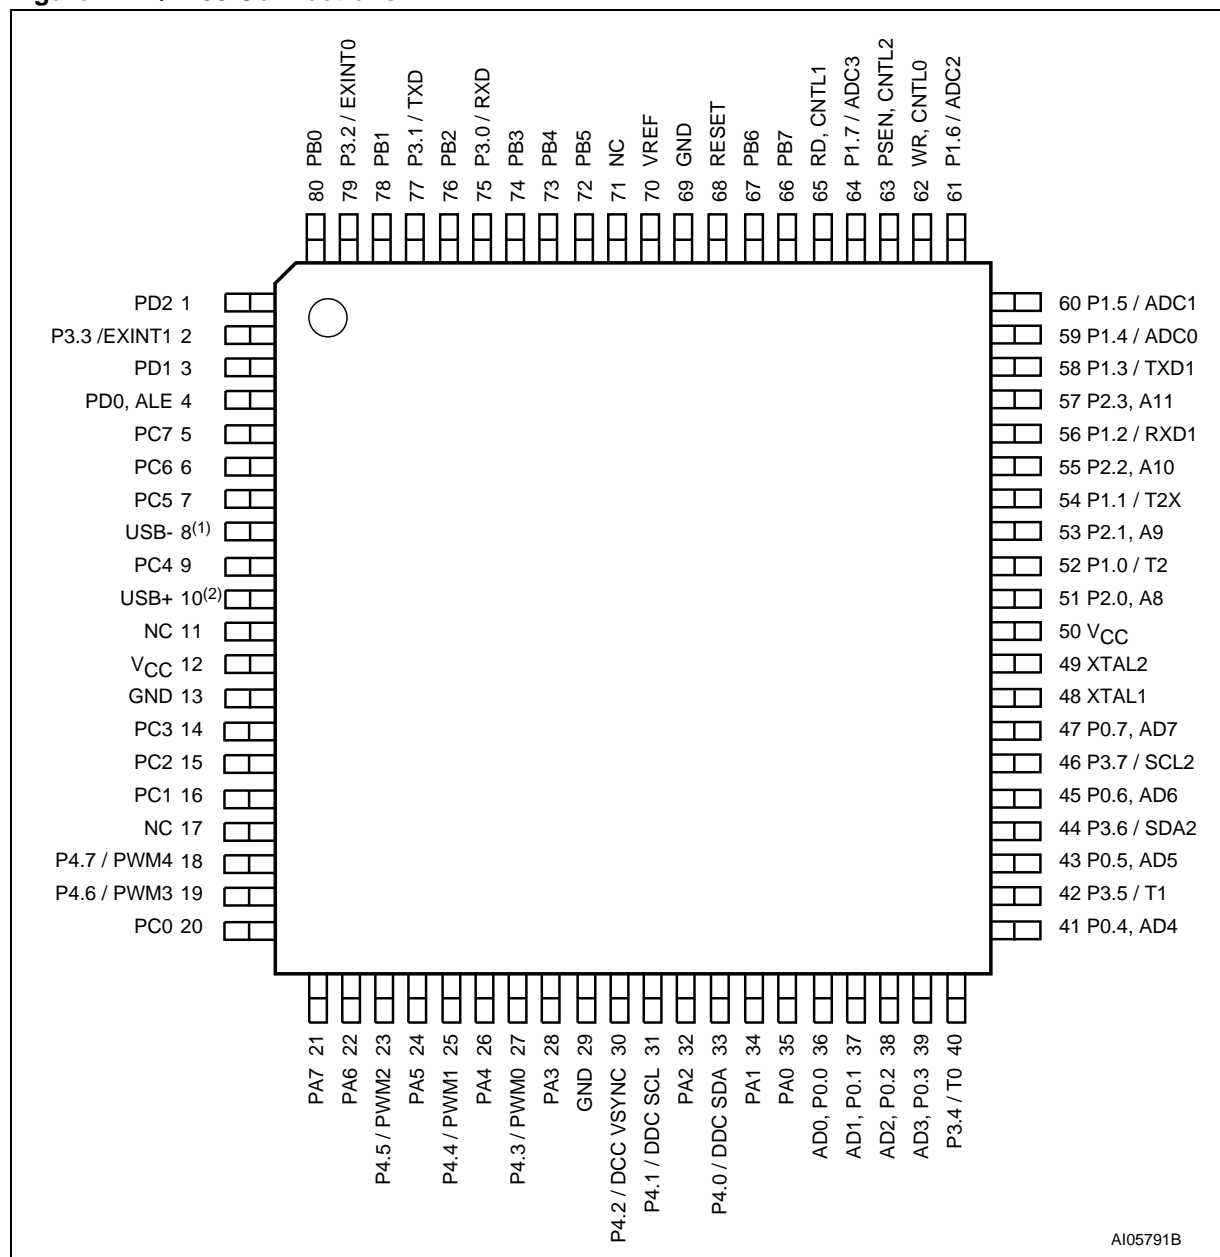 80 PB0
79 P3.2 / EXINT0
78 PB1
77 P3.1 / TXD
76 PB2
75 P3.0 / RXD
74 PB3
73 PB4
72 PB5
71 NC
70 VREF
69 GND
68 RESET
67 PB6
66 PB7
65 RD, CNTL1
64 P1.7 / ADC3
63 PSEN, CNTL2
62 WR, CNTL0
61 P1.6 / ADC2
PD2 1
P3.3 /EXINT1 2
PD1 3
PD0, ALE 4
PC7 5
PC6 6
PC5 7
USB- 8(1)
PC4 9
USB+ 10(2)
NC 11
VCC 12
GND 13
PC3 14
PC2 15
PC1 16
NC 17
P4.7 / PWM4 18
P4.6 / PWM3 19
PC0 20
60 P1.5 / ADC1
59 P1.4 / ADC0
58 P1.3 / TXD1
57 P2.3, A11
56 P1.2 / RXD1
55 P2.2, A10
54 P1.1 / T2X
53 P2.1, A9
52 P1.0 / T2
51 P2.0, A8
50 VCC
49 XTAL2
48 XTAL1
47 P0.7, AD7
46 P3.7 / SCL2
45 P0.6, AD6
44 P3.6 / SDA2
43 P0.5, AD5
42 P3.5 / T1
41 P0.4, AD4
PA7 21
PA6 22
P4.5 / PWM2 23
PA5 24
P4.4 / PWM1 25
PA4 26
P4.3 / PWM0 27
PA3 28
GND 29
P4.2 / DCC VSYNC 30
P4.1 / DDC SCL 31
PA2 32
P4.0 / DDC SDA 33
PA1 34
PA0 35
AD0, P0.0 36
AD1, P0.1 37
AD2, P0.2 38
AD3, P0.3 39
P3.4 / T0 40
AI05791B